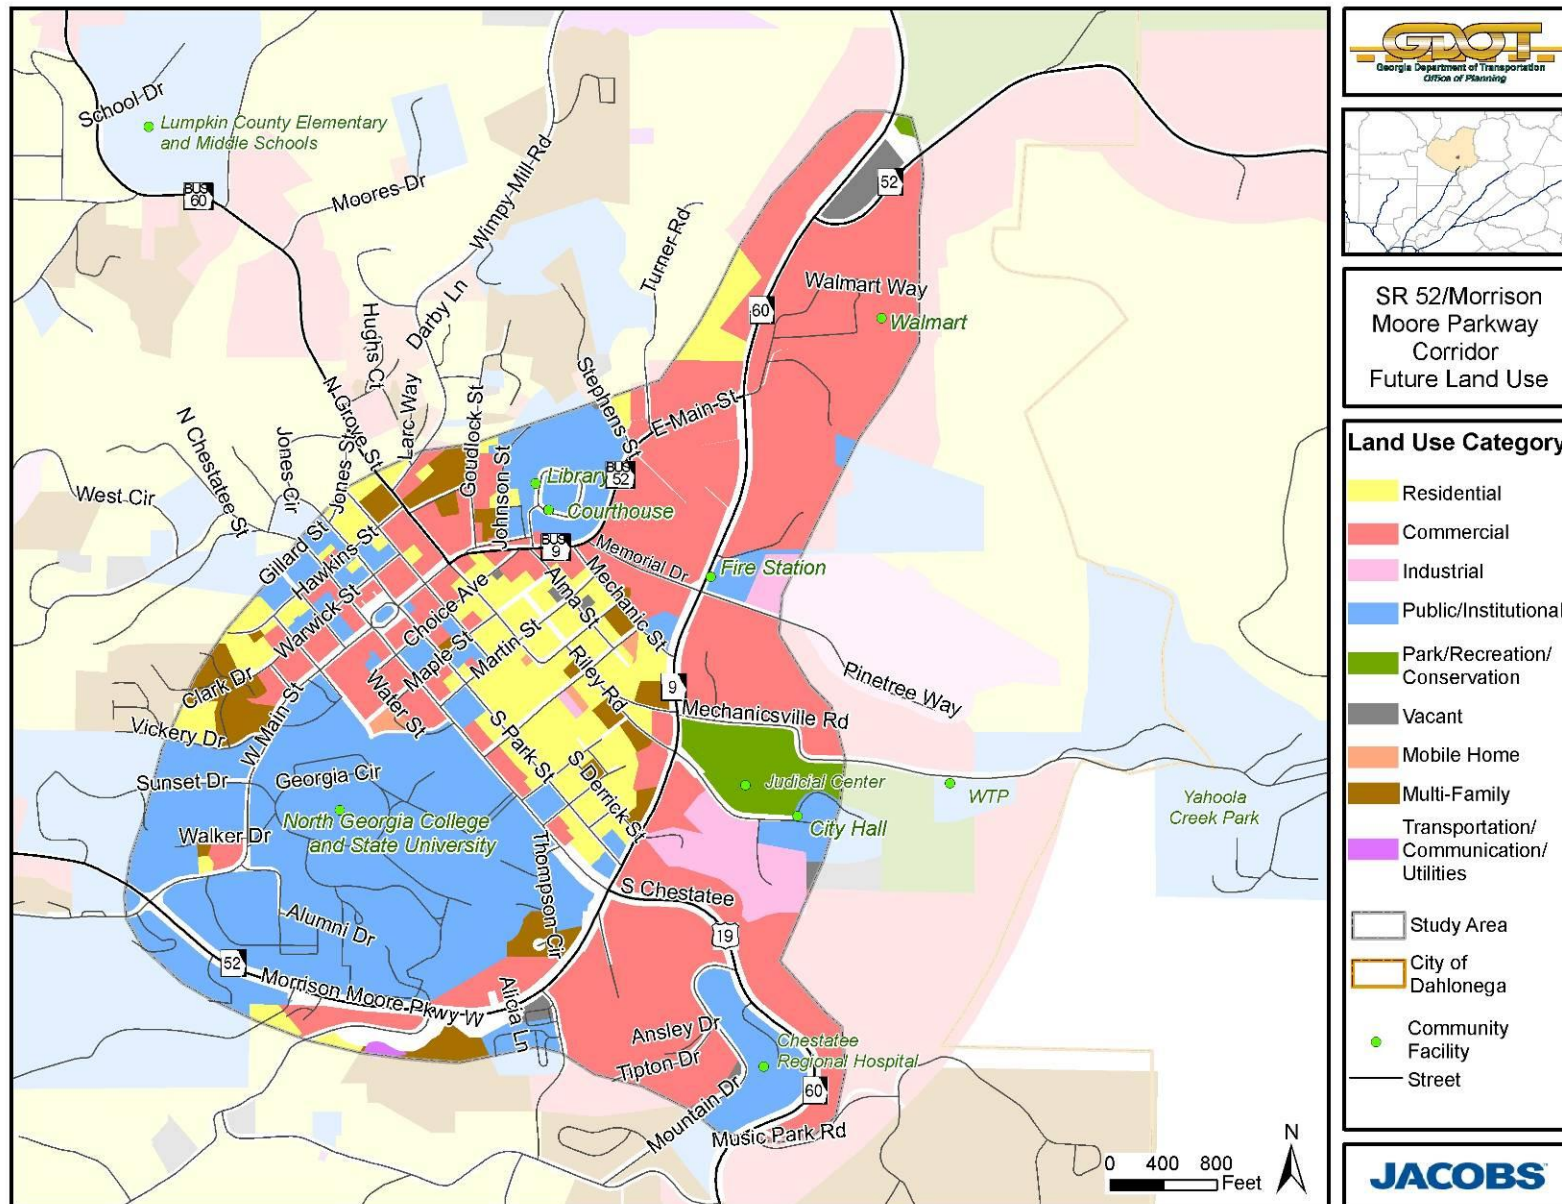 School Dr
Lumpkin County Elementary
and Middle Schools
BUS
60
Moores Dr
Wimpy Mill Rd
Turner Rd
Darby Ln
Hughs Ct
Larc Way
N Grove St
Goudlock St
Stephens St
N Chestatee St
Jones Cir
Jones St
West Cir
Johnson St
E Main St
BUS
52
Library
Courthouse
BUS
9
Gillard St
Hawkins St
Warwick St
Choice Ave
Maple St
Martin St
Alma St
Mechanic St
Memorial Dr
Fire Station
Riley Rd
Clark Dr
Vickery Dr
W Main St
Water St
S Park St
S Derrick St
9
Mechanicsville Rd
Pinetree Way
52
60
Walmart Way
Walmart
Judicial Center
City Hall
WTP
Yahoola
Creek Park
Sunset Dr
Georgia Cir
North Georgia College
and State University
Walker Dr
Alumni Dr
52
Morrison Moore Pkwy W
Thompson Cir
Alicia Ln
S Chestatee
19
Ansley Dr
Tipton Dr
Mountain Dr
Chestatee
Regional Hospital
60
Music Park Rd
0 400 800
Feet
N
GDOT
Georgia Department of Transportation
Office of Planning
SR 52/Morrison
Moore Parkway
Corridor
Future Land Use
Land Use Category
Residential
Commercial
Industrial
Public/Institutional
Park/Recreation/
Conservation
Vacant
Mobile Home
Multi-Family
Transportation/
Communication/
Utilities
Study Area
City of
Dahlonega
Community
Facility
Street
JACOBS